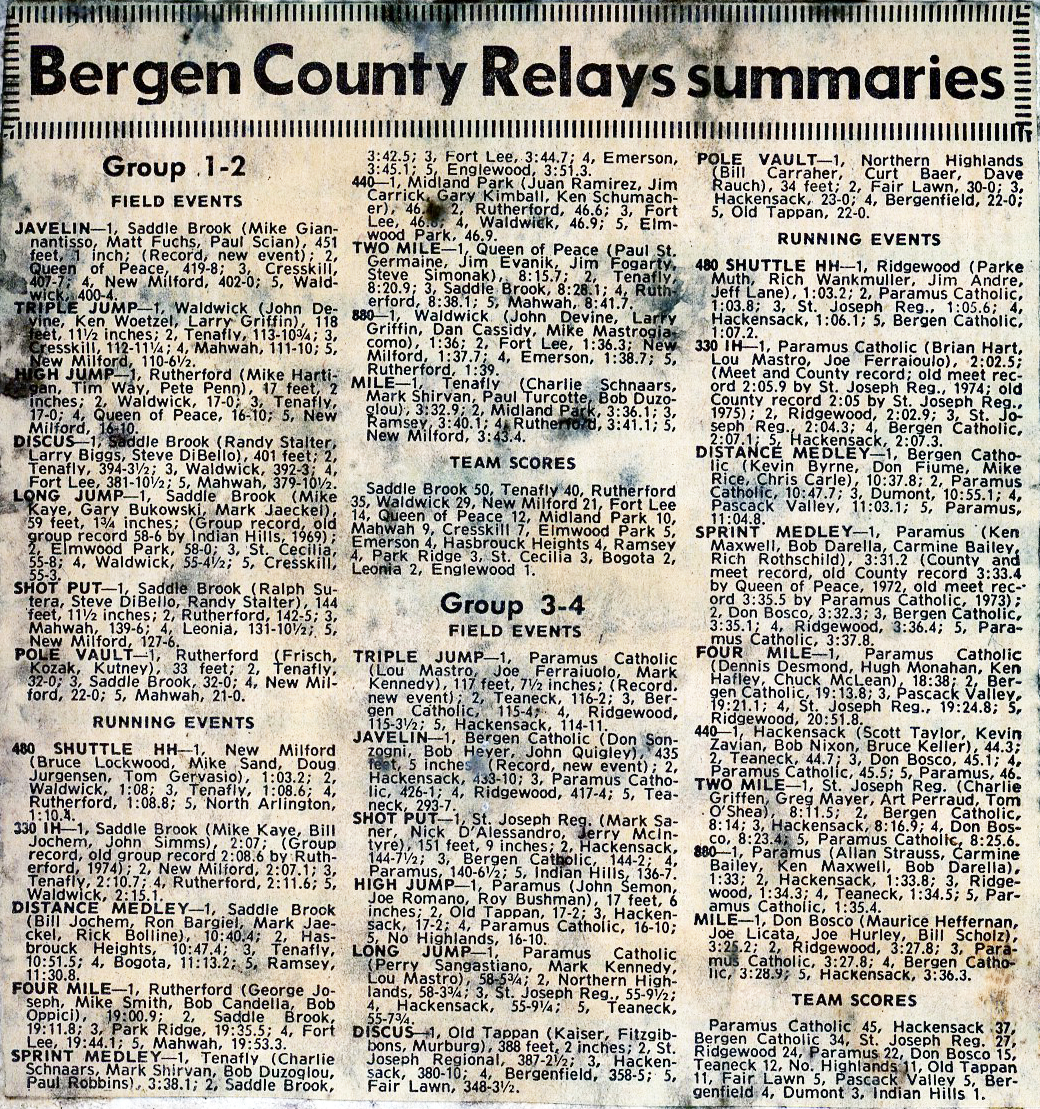 Bergen County Relays summaries
Group 1-2
FIELD EVENTS
JAVELIN—1, Saddle Brook (Mike Gian-
nantisso, Matt Fuchs, Paul Scian), 451
feet, 1 inch; (Record, new event); 2,
Queen of Peace, 419-8; 3, Cresskill,
407-7; 4, New Milford, 402-0; 5, Wald-
wick, 400-4.
TRIPLE JUMP—1, Waldwick (John De-
vine, Ken Woetzel, Larry Griffin), 118
feet, 11½ inches; 2, Tenafly, 113-10¾; 3,
Cresskill, 112-11¼; 4, Mahwah, 111-10; 5,
New Milford, 110-6½.
HIGH JUMP—1, Rutherford (Mike Harti-
gan, Tim Way, Pete Penn), 17 feet, 2
inches; 2, Waldwick, 17-0; 3, Tenafly,
17-0; 4, Queen of Peace, 16-10; 5, New
Milford, 16-10.
DISCUS—1, Saddle Brook (Randy Stalter,
Larry Biggs, Steve DiBello), 401 feet; 2,
Tenafly, 394-3½; 3, Waldwick, 392-3; 4,
Fort Lee, 381-10½; 5, Mahwah, 379-10½.
LONG JUMP—1, Saddle Brook (Mike
Kaye, Gary Bukowski, Mark Jaeckel),
59 feet, 1¾ inches; (Group record, old
group record 58-6 by Indian Hills, 1969);
2, Elmwood Park, 58-0; 3, St. Cecilia,
55-8; 4, Waldwick, 55-4½; 5, Cresskill,
55-3.
SHOT PUT—1, Saddle Brook (Ralph Su-
tera, Steve DiBello, Randy Stalter), 144
feet, 11½ inches; 2, Rutherford, 142-5; 3,
Mahwah, 139-6; 4, Leonia, 131-10½; 5,
New Milford, 127-6.
POLE VAULT—1, Rutherford (Frisch,
Kozak, Kutney), 33 feet; 2, Tenafly,
32-0; 3, Saddle Brook, 32-0; 4, New Mil-
ford, 22-0; 5, Mahwah, 21-0.
RUNNING EVENTS
480 SHUTTLE HH—1, New Milford
(Bruce Lockwood, Mike Sand, Doug
Jurgensen, Tom Gervasio), 1:03.2; 2,
Waldwick, 1:08; 3, Tenafly, 1:08.6; 4,
Rutherford, 1:08.8; 5, North Arlington,
1:10.4.
330 IH—1, Saddle Brook (Mike Kaye, Bill
Jochem, John Simms), 2:07; (Group
record, old group record 2:08.6 by Ruth-
erford, 1974); 2, New Milford, 2:07.1; 3,
Tenafly, 2:10.7; 4, Rutherford, 2:11.6; 5,
Waldwick, 2:15.1.
DISTANCE MEDLEY—1, Saddle Brook
(Bill Jochem, Ron Bargiel, Mark Jae-
ckel, Rick Bolline), 10:40.4; 2, Has-
brouck Heights, 10:47.4; 3, Tenafly,
10:51.5; 4, Bogota, 11:13.2; 5, Ramsey,
11:30.8.
FOUR MILE—1, Rutherford (George Jo-
seph, Mike Smith, Bob Candella, Bob
Oppici), 19:00.9; 2, Saddle Brook,
19:11.8; 3, Park Ridge, 19:35.5; 4, Fort
Lee, 19:44.1; 5, Mahwah, 19:53.3.
SPRINT MEDLEY—1, Tenafly (Charlie
Schnaars, Mark Shirvan, Bob Duzoglou,
Paul Robbins), 3:38.1; 2, Saddle Brook,
3:42.5; 3, Fort Lee, 3:44.7; 4, Emerson,
3:45.1; 5, Englewood, 3:51.3.
440—1, Midland Park (Juan Ramirez, Jim
Carrick, Gary Kimball, Ken Schumach-
er), 2, Rutherford, 46.6; 3, Fort
Lee, 46.8; 4, Waldwick, 46.9; 5, Elm-
wood Park, 46.9.
TWO MILE—1, Queen of Peace (Paul St.
Germaine, Jim Evanik, Jim Fogarty,
Steve Simonak), 8:15.7; 2, Tenafly,
8:20.9; 3, Saddle Brook, 8:28.1; 4, Ruth-
erford, 8:38.1; 5, Mahwah, 8:41.7.
880—1, Waldwick (John Devine, Larry
Griffin, Dan Cassidy, Mike Mastrogia-
como), 1:36; 2, Fort Lee, 1:36.3; New
Milford, 1:37.7; 4, Emerson, 1:38.7; 5,
Rutherford, 1:39.
MILE—1, Tenafly (Charlie Schnaars,
Mark Shirvan, Paul Turcotte, Bob Duzo-
glou), 3:32.9; 2, Midland Park, 3:36.1; 3,
Ramsey, 3:40.1; 4, Rutherford, 3:41.1; 5,
New Milford, 3:43.4.
TEAM SCORES
Saddle Brook 50, Tenafly 40, Rutherford
35, Waldwick 29, New Milford 21, Fort Lee
14, Queen of Peace 12, Midland Park 10,
Mahwah 9, Cresskill 7, Elmwood Park 5,
Emerson 4, Hasbrouck Heights 4, Ramsey
4, Park Ridge 3, St. Cecilia 3, Bogota 2,
Leonia 2, Englewood 1.
Group 3-4
FIELD EVENTS
TRIPLE JUMP—1, Paramus Catholic
(Lou Mastro, Joe Ferraiuolo, Mark
Kennedy), 117 feet, 7½ inches; (Record,
new event); 2, Teaneck, 116-2; 3, Ber-
gen Catholic, 115-4; 4, Ridgewood,
115-3½; 5, Hackensack, 114-11.
JAVELIN—1, Bergen Catholic (Don Son-
zogni, Bob Heyer, John Quigley), 435
feet, 5 inches (Record, new event); 2
Hackensack, 433-10; 3, Paramus Catho-
lic, 426-1; 4, Ridgewood, 417-4; 5, Tea-
neck, 293-7.
SHOT PUT—1, St. Joseph Reg. (Mark Sa-
ner, Nick D'Alessandro, Jerry McIn-
tyre), 151 feet, 9 inches; 2, Hackensack,
144-7½; 3, Bergen Catholic, 144-2; 4,
Paramus, 140-6½; 5, Indian Hills, 136-7.
HIGH JUMP—1, Paramus (John Semon,
Joe Romano, Roy Bushman), 17 feet, 6
inches; 2, Old Tappan, 17-2; 3, Hacken-
sack, 17-2; 4, Paramus Catholic, 16-10;
5, No Highlands, 16-10.
LONG JUMP—1, Paramus Catholic
(Perry Sangastiano, Mark Kennedy,
Lou Mastro), 58-5¾; 2, Northern High-
lands, 58-3¾; 3, St. Joseph Reg., 55-9½;
4, Hackensack, 55-9¼; 5, Teaneck,
55-7¾.
DISCUS—1, Old Tappan (Kaiser, Fitzgib-
bons, Murburg), 388 feet, 2 inches; 2, St.
Joseph Regional, 387-2½; 3, Hacken-
sack, 380-10; 4, Bergenfield, 358-5; 5,
Fair Lawn, 348-3½.
POLE VAULT—1, Northern Highlands
(Bill Carraher, Curt Baer, Dave
Rauch), 34 feet; 2, Fair Lawn, 30-0; 3,
Hackensack, 23-0; 4, Bergenfield, 22-0;
5, Old Tappan, 22-0.
RUNNING EVENTS
480 SHUTTLE HH—1, Ridgewood (Parke
Muth, Rich Wankmuller, Jim Andre,
Jeff Lane), 1:03.2; 2, Paramus Catholic,
1:03.8; 3, St. Joseph Reg., 1:05.6; 4,
Hackensack, 1:06.1; 5, Bergen Catholic,
1:07.2.
330 IH—1, Paramus Catholic (Brian Hart,
Lou Mastro, Joe Ferraioulo), 2:02.5;
(Meet and County record; old meet rec-
ord 2:05.9 by St. Joseph Reg., 1974; old
County record 2:05 by St. Joseph Reg.,
1975); 2, Ridgewood, 2:02.9; 3, St. Jo-
seph Reg., 2:04.3; 4, Bergen Catholic,
2:07.1; 5, Hackensack, 2:07.3.
DISTANCE MEDLEY—1, Bergen Catho-
lic (Kevin Byrne, Don Fiume, Mike
Rice, Chris Carle), 10:37.8; 2, Paramus
Catholic, 10:47.7; 3, Dumont, 10:55.1; 4,
Pascack Valley, 11:03.1; 5, Paramus,
11:04.8.
SPRINT MEDLEY—1, Paramus (Ken
Maxwell, Bob Darella, Carmine Bailey,
Rich Rothschild), 3:31.2 (County and
meet record, old County record 3:33.4
by Queen of Peace, 1972, old meet rec-
ord 3:35.5 by Paramus Catholic, 1973);
2, Don Bosco, 3:32.3; 3, Bergen Catholic,
3:35.1; 4, Ridgewood, 3:36.4; 5, Para-
mus Catholic, 3:37.8.
FOUR MILE—1, Paramus Catholic
(Dennis Desmond, Hugh Monahan, Ken
Hafley, Chuck McLean), 18:38; 2, Ber-
gen Catholic, 19:13.8; 3, Pascack Valley,
19:21.1; 4, St. Joseph Reg., 19:24.8; 5,
Ridgewood, 20:51.8.
440—1, Hackensack (Scott Taylor, Kevin
Zavian, Bob Nixon, Bruce Keller), 44.3;
2, Teaneck, 44.7; 3, Don Bosco, 45.1; 4,
Paramus Catholic, 45.5; 5, Paramus, 46.
TWO MILE—1, St. Joseph Reg. (Charlie
Griffen, Greg Mayer, Art Perraud, Tom
O'Shea), 8:11.5; 2, Bergen Catholic,
8:14; 3, Hackensack, 8:16.9; 4, Don Bos-
co, 8:23.4; 5, Paramus Catholic, 8:25.6.
880—1, Paramus (Allan Strauss, Carmine
Bailey, Ken Maxwell, Bob Darella),
1:33; 2, Hackensack, 1:33.8; 3, Ridge-
wood, 1:34.3; 4, Teaneck, 1:34.5; 5, Par-
amus Catholic, 1:35.4.
MILE—1, Don Bosco (Maurice Heffernan,
Joe Licata, Joe Hurley, Bill Scholz),
3:25.2; 2, Ridgewood, 3:27.8; 3, Para-
mus Catholic, 3:27.8; 4, Bergen Catho-
lic, 3:28.9; 5, Hackensack, 3:36.3.
TEAM SCORES
Paramus Catholic 45, Hackensack 37,
Bergen Catholic 34, St. Joseph Reg. 27,
Ridgewood 24, Paramus 22, Don Bosco 15,
Teaneck 12, No. Highlands 11, Old Tappan
11, Fair Lawn 5, Pascack Valley 5, Ber-
genfield 4, Dumont 3, Indian Hills 1.